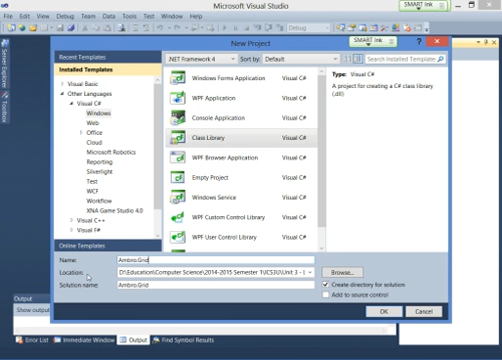 Microsoft Visual Studio
SMART Ink
File Edit View Debug Team Data Tools Test Window Help
Debug
New Project
SMART Ink
Recent Templates
.NET Framework 4 Sort by: Default
Search Installed Templates
Installed Templates
Visual Basic
Other Languages
Visual C#
Windows
Web
Office
Cloud
Microsoft Robotics
Reporting
Silverlight
Test
WCF
Workflow
XNA Game Studio 4.0
Visual C++
Visual F#
Online Templates
Windows Forms Application Visual C#
WPF Application Visual C#
Console Application Visual C#
Class Library Visual C#
WPF Browser Application Visual C#
Empty Project Visual C#
Windows Service Visual C#
WPF Custom Control Library Visual C#
WPF User Control Library Visual C#
Type: Visual C#
A project for creating a C# class library
(.dll)
Server Explorer
Toolbox
Name: Ambro.Grid
Location: D:\Education\Computer Science\2014-2015 Semester 1\ICS3U\Unit 3 -
Browse...
Solution name: Ambro.Grid
Create directory for solution
Add to source control
OK Cancel
Output
Show output
Error List Immediate Window Output Find Symbol Results